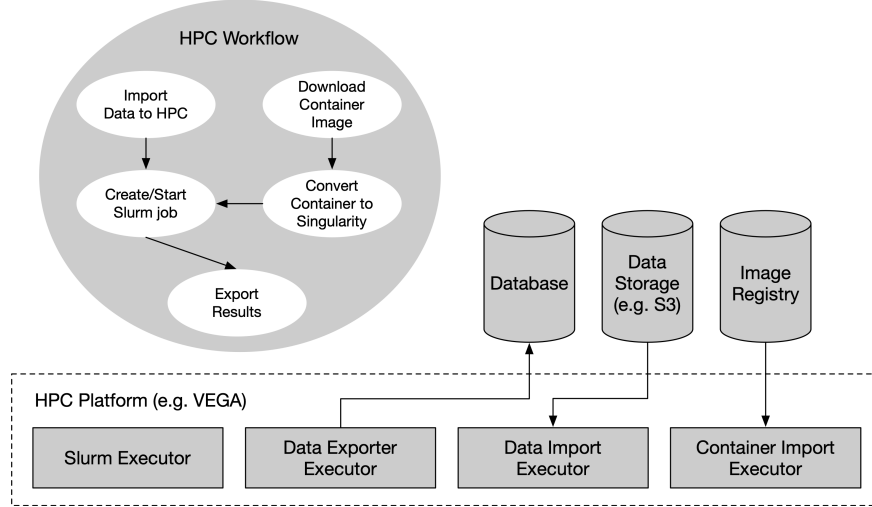 HPC Workflow
Import
Data to HPC
Download
Container
Image
Create/Start
Slurm job
Convert
Container to
Singularity
Export
Results
Database
Data
Storage
(e.g. S3)
Image
Registry
HPC Platform (e.g. VEGA)
Slurm Executor
Data Exporter
Executor
Data Import
Executor
Container Import
Executor